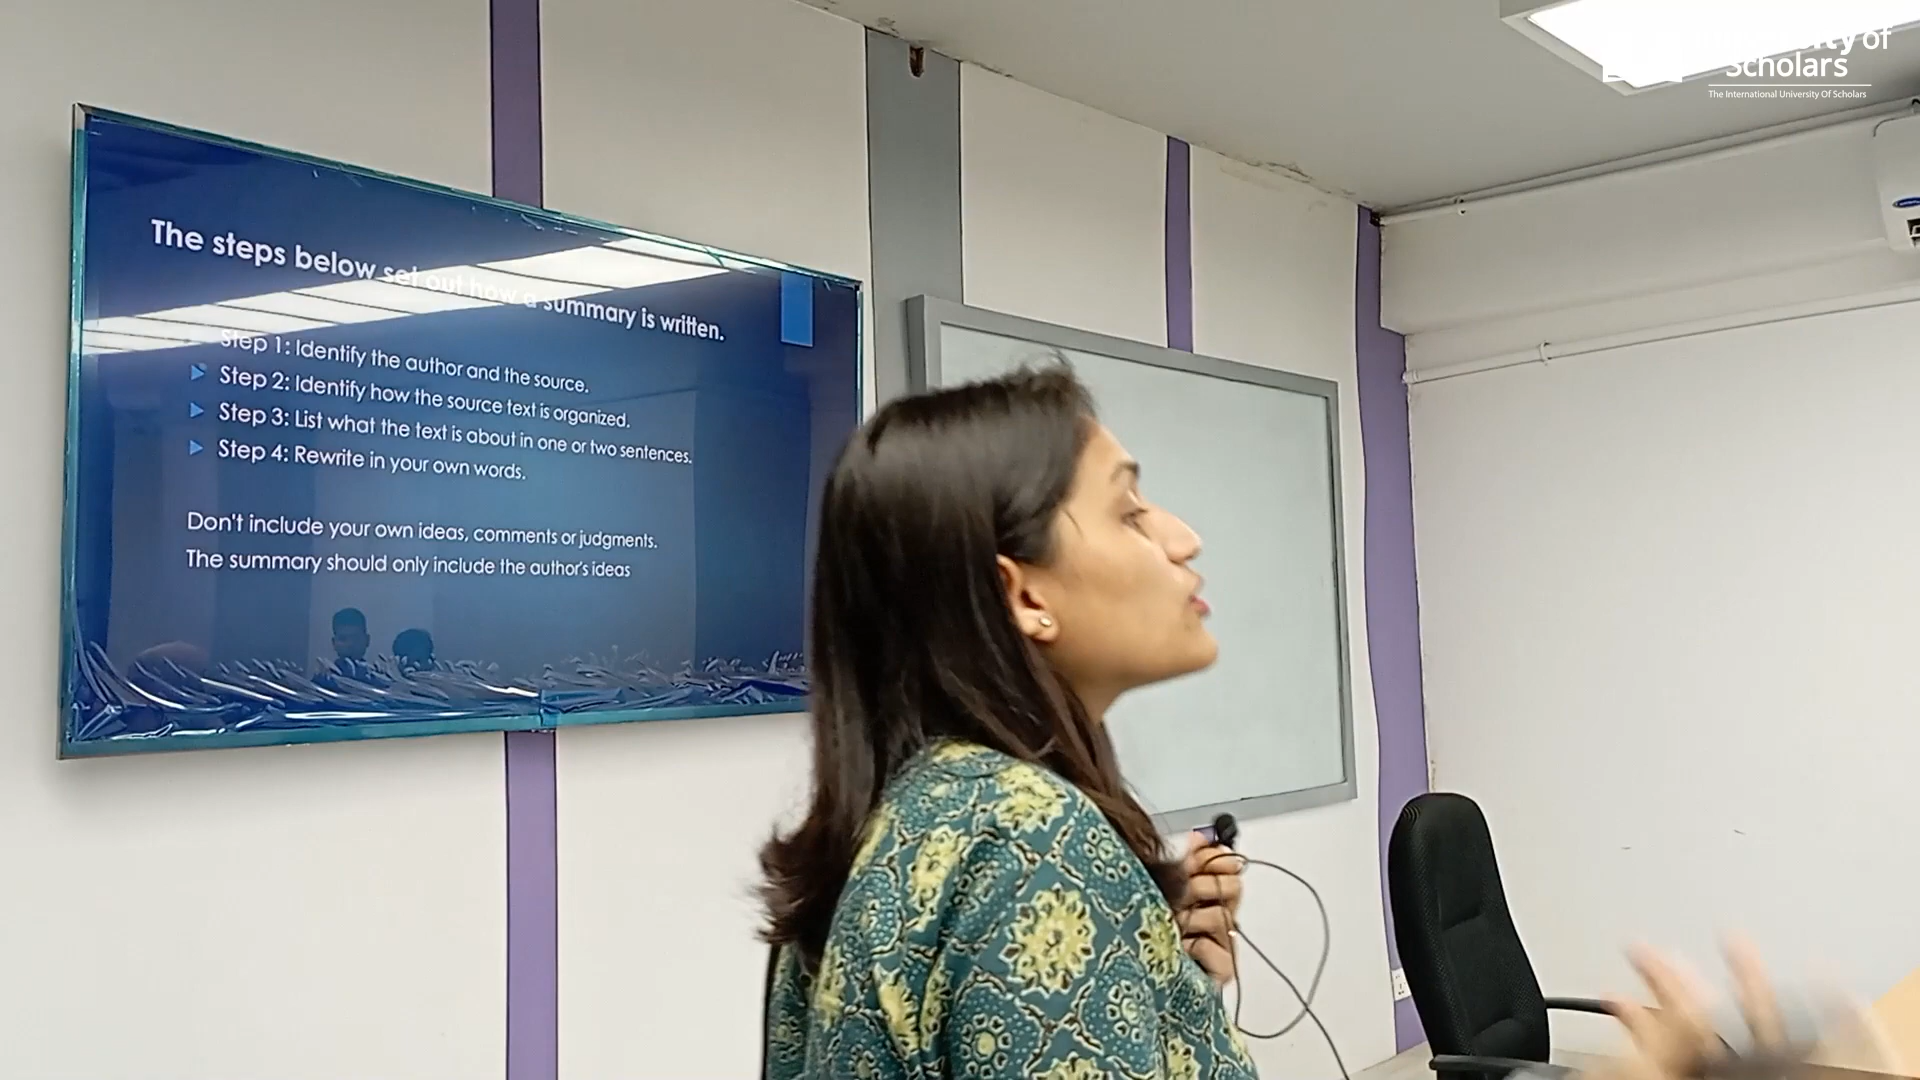 of
Scholars
The International University Of Scholars
The steps below set out how a summary is written.
Step 1: Identify the author and the source.
Step 2: Identify how the source text is organized.
Step 3: List what the text is about in one or two sentences.
Step 4: Rewrite in your own words.
Don't include your own ideas, comments or judgments.
The summary should only include the author's ideas